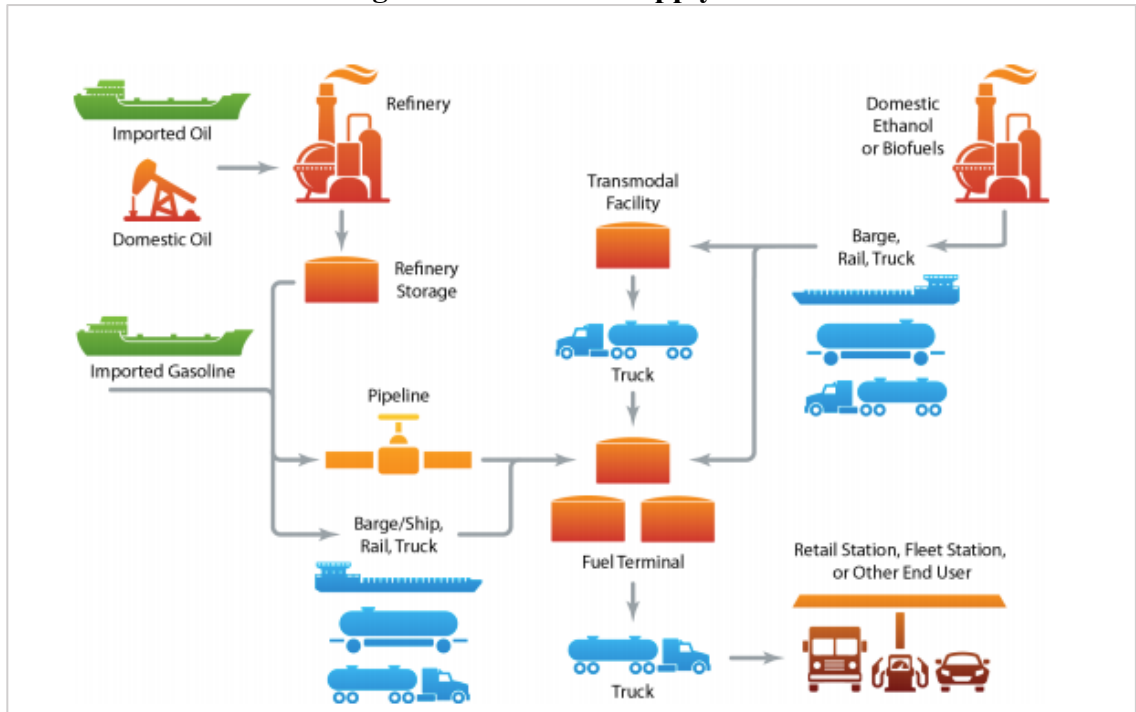 Imported Oil
Domestic Oil
Refinery
Refinery
Storage
Imported Gasoline
Pipeline
Barge/Ship,
Rail, Truck
Transmodal
Facility
Truck
Fuel Terminal
Truck
Domestic
Ethanol
or Biofuels
Barge,
Rail, Truck
Retail Station, Fleet Station,
or Other End User